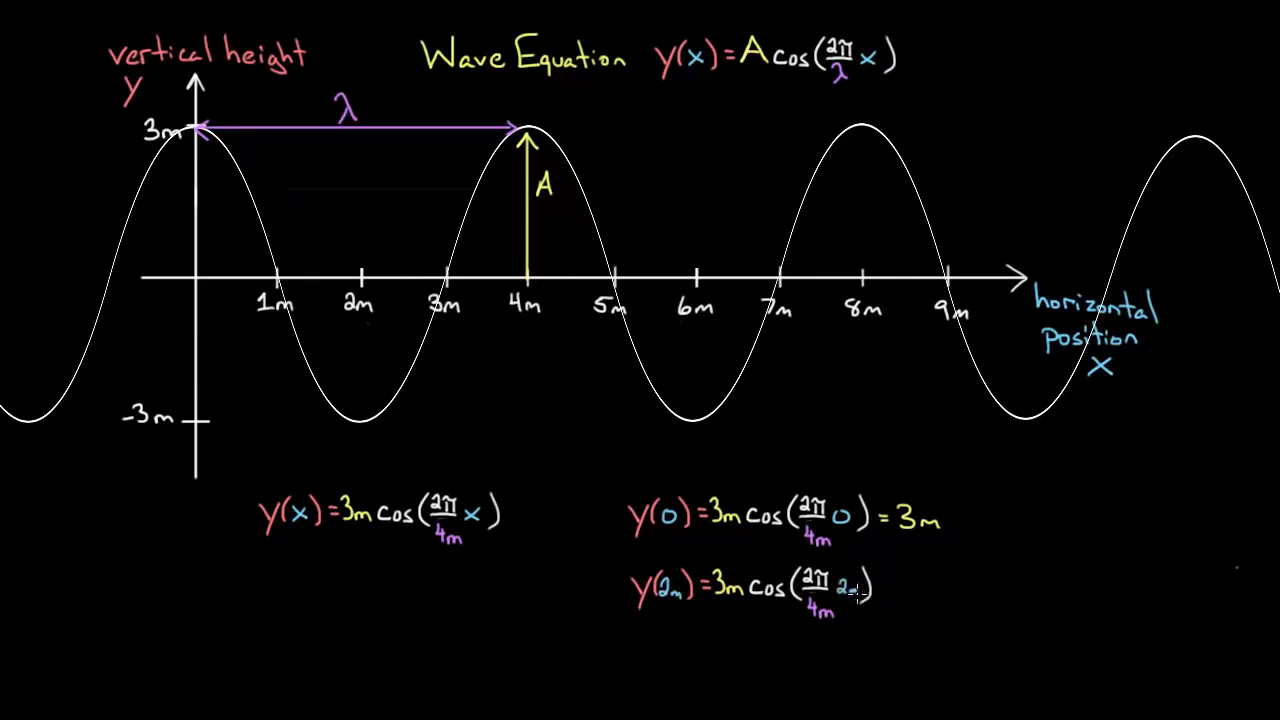 vertical height
y
Wave Equation y(x) = A cos(2π/λ x)
λ
3m
A
1m 2m 3m 4m 5m 6m 7m 8m 9m
horizontal
position
x
-3m
y(x) = 3m cos(2π/4m x)
y(0) = 3m cos(2π/4m 0) = 3m
y(2m) = 3m cos(2π/4m 2m)